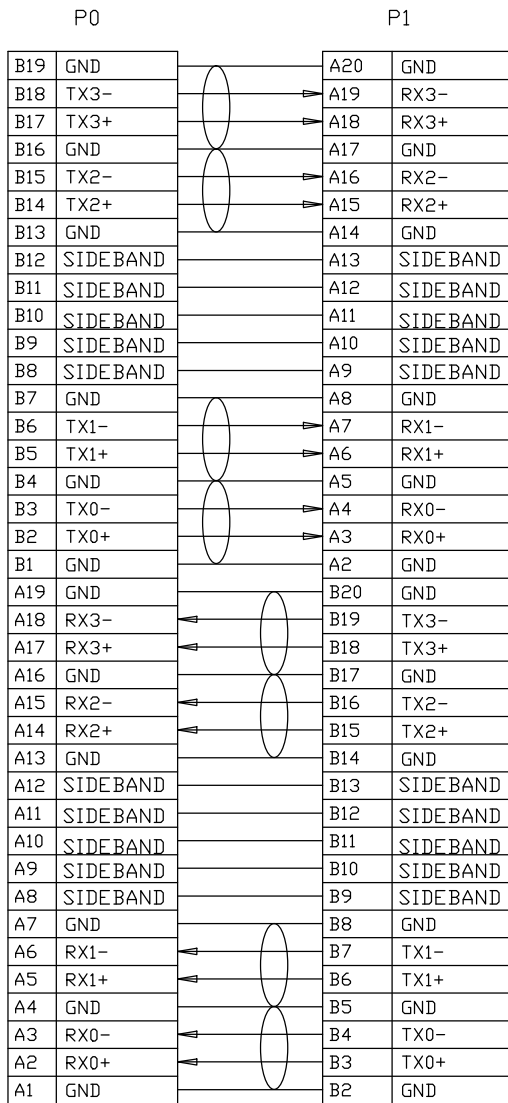 P0 P1
B19 GND A20 GND
B18 TX3- A19 RX3-
B17 TX3+ A18 RX3+
B16 GND A17 GND
B15 TX2- A16 RX2-
B14 TX2+ A15 RX2+
B13 GND A14 GND
B12 SIDEBAND A13 SIDEBAND
B11 SIDEBAND A12 SIDEBAND
B10 SIDEBAND A11 SIDEBAND
B9 SIDEBAND A10 SIDEBAND
B8 SIDEBAND A9 SIDEBAND
B7 GND A8 GND
B6 TX1- A7 RX1-
B5 TX1+ A6 RX1+
B4 GND A5 GND
B3 TX0- A4 RX0-
B2 TX0+ A3 RX0+
B1 GND A2 GND
A19 GND B20 GND
A18 RX3- B19 TX3-
A17 RX3+ B18 TX3+
A16 GND B17 GND
A15 RX2- B16 TX2-
A14 RX2+ B15 TX2+
A13 GND B14 GND
A12 SIDEBAND B13 SIDEBAND
A11 SIDEBAND B12 SIDEBAND
A10 SIDEBAND B11 SIDEBAND
A9 SIDEBAND B10 SIDEBAND
A8 SIDEBAND B9 SIDEBAND
A7 GND B8 GND
A6 RX1- B7 TX1-
A5 RX1+ B6 TX1+
A4 GND B5 GND
A3 RX0- B4 TX0-
A2 RX0+ B3 TX0+
A1 GND B2 GND